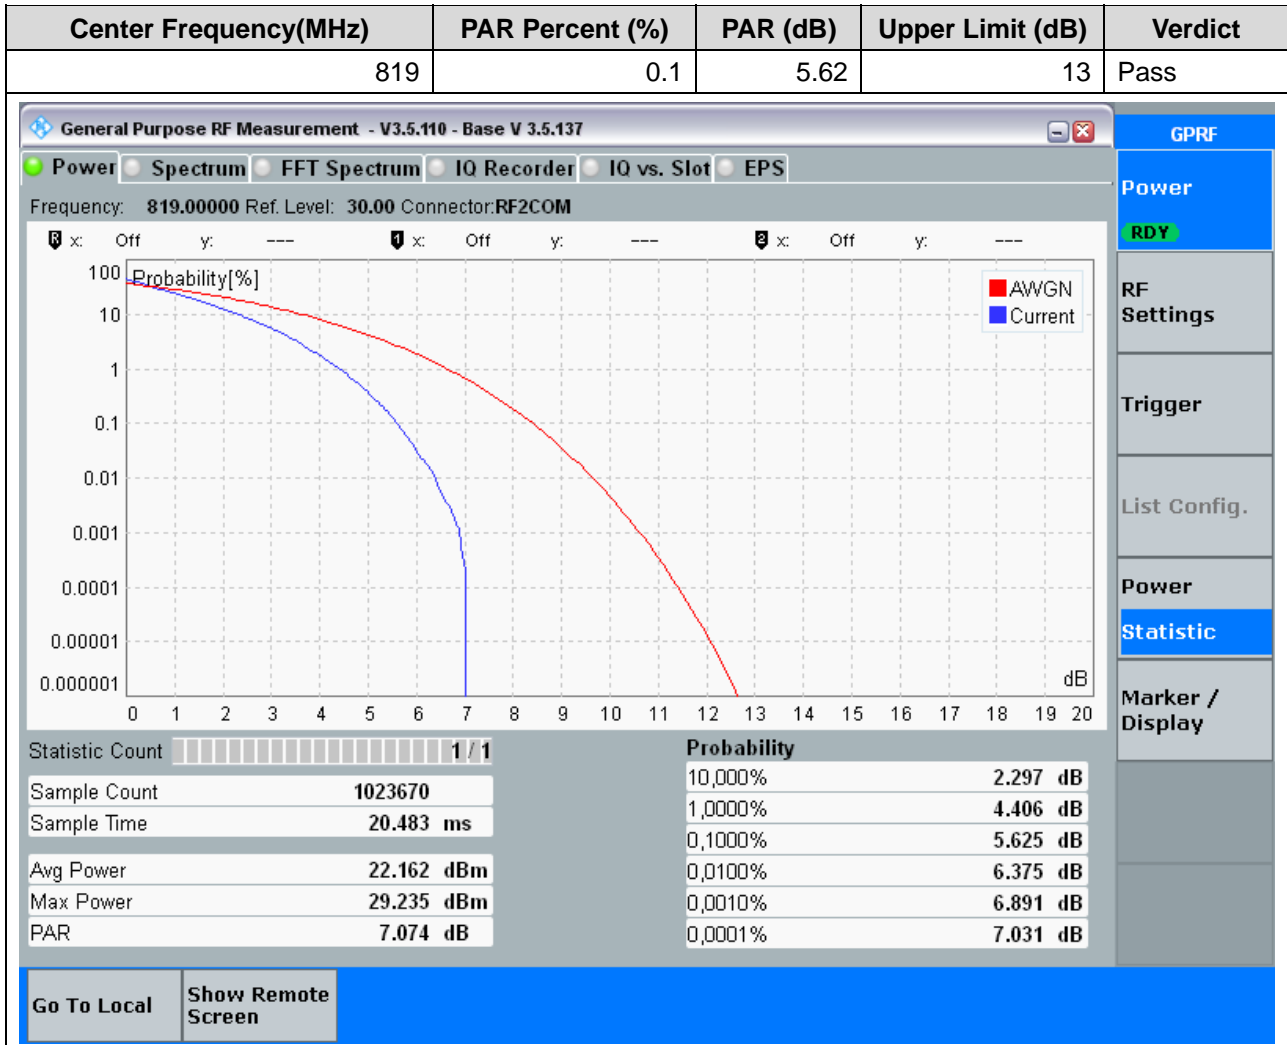 Center Frequency(MHz) PAR Percent (%) PAR (dB) Upper Limit (dB) Verdict
819 0.1 5.62 13 Pass
General Purpose RF Measurement - V3.5.110 - Base V 3.5.137
GPRF
Power Spectrum FFT Spectrum IQ Recorder IQ vs. Slot EPS
Frequency: 819.00000 Ref. Level: 30.00 Connector:RF2COM
R x: Off y: --- 1 x: Off y: --- 2 x: Off y: ---
Probability[%]
AWGN
Current
100
10
1
0.1
0.01
0.001
0.0001
0.00001
0.000001
dB
0 1 2 3 4 5 6 7 8 9 10 11 12 13 14 15 16 17 18 19 20
Statistic Count 1 / 1
Sample Count 1023670
Sample Time 20.483 ms
Avg Power 22.162 dBm
Max Power 29.235 dBm
PAR 7.074 dB
Probability
10,000% 2.297 dB
1,0000% 4.406 dB
0,1000% 5.625 dB
0,0100% 6.375 dB
0,0010% 6.891 dB
0,0001% 7.031 dB
Power
RDY
RF
Settings
Trigger
List Config.
Power
Statistic
Marker /
Display
Go To Local
Show Remote
Screen